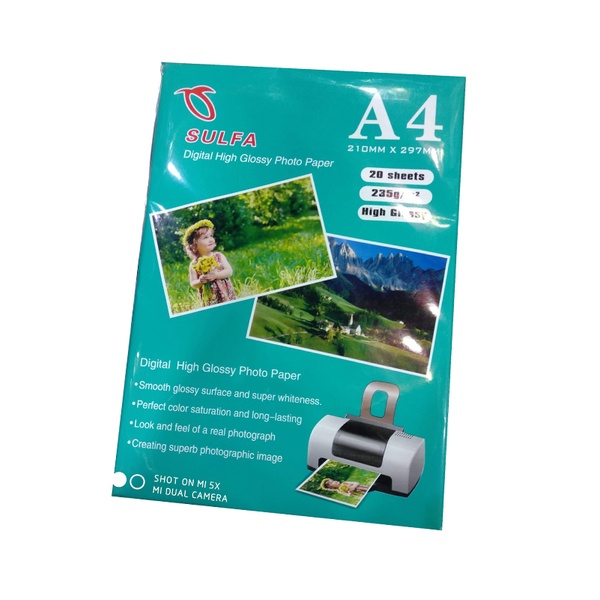 SULFA
Digital High Glossy Photo Paper
A4
210MM X 297MM
20 sheets
High Glossy
Digital High Glossy Photo Paper
•Smooth glossy surface and super whiteness.
•Perfect color saturation and long-lasting
•Look and feel of a real photograph
•Creating superb photographic image
SHOT ON MI 5X
MI DUAL CAMERA